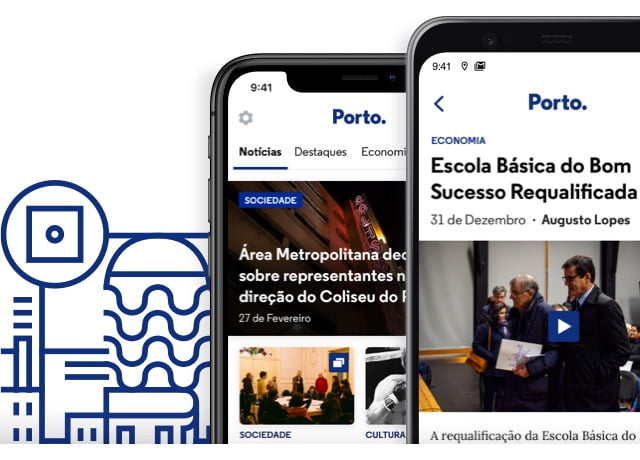 9:41
Porto.
Notícias Destaques Economi
SOCIEDADE
Área Metropolitana dec
sobre representantes n
direção do Coliseu do P
27 de Fevereiro
SOCIEDADE
CULTURA
9:41
Porto.
ECONOMIA
Escola Básica do Bom
Sucesso Requalificada
31 de Dezembro • Augusto Lopes
A requalificação da Escola Básica do